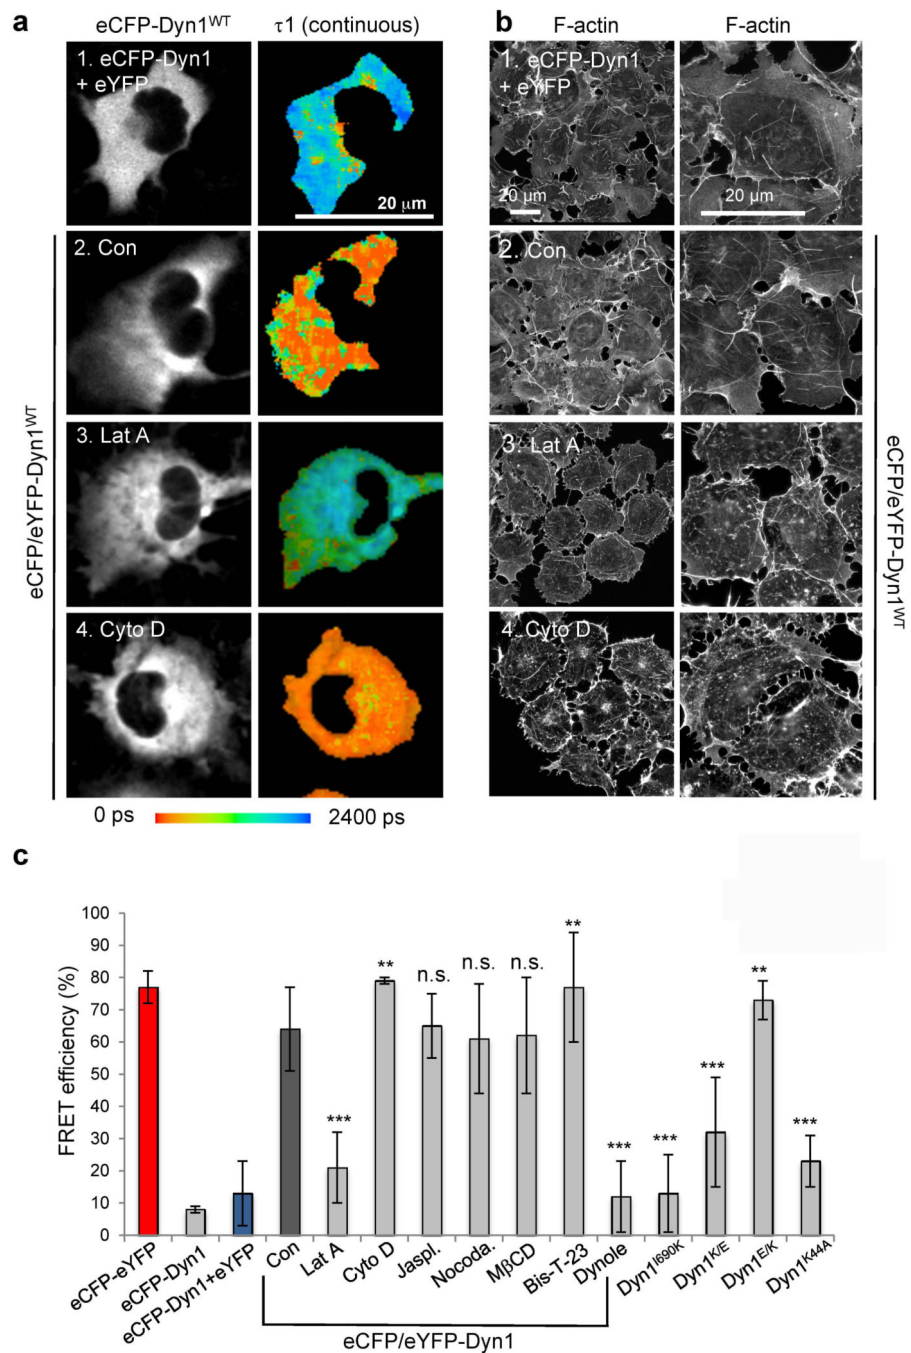 a
eCFP-Dyn1WT
τ1 (continuous)
1. eCFP-Dyn1
+ eYFP
20 μm
2. Con
3. Lat A
4. Cyto D
eCFP/eYFP-Dyn1WT
0 ps
2400 ps
b
F-actin
F-actin
1. eCFP-Dyn1
+ eYFP
20 μm
20 μm
2. Con
3. Lat A
4. Cyto D
eCFP/eYFP-Dyn1WT
c
FRET efficiency (%)
100
90
80
70
60
50
40
30
20
10
0
***
**
n.s.
n.s.
n.s.
**
***
***
***
**
***
eCFP-eYFP
eCFP-Dyn1
eCFP-Dyn1+eYFP
Con
Lat A
Cyto D
Jaspl.
Nocoda.
MβCD
Bis-T-23
Dynole
Dyn1I690K
Dyn1K/E
Dyn1E/K
Dyn1K44A
eCFP/eYFP-Dyn1